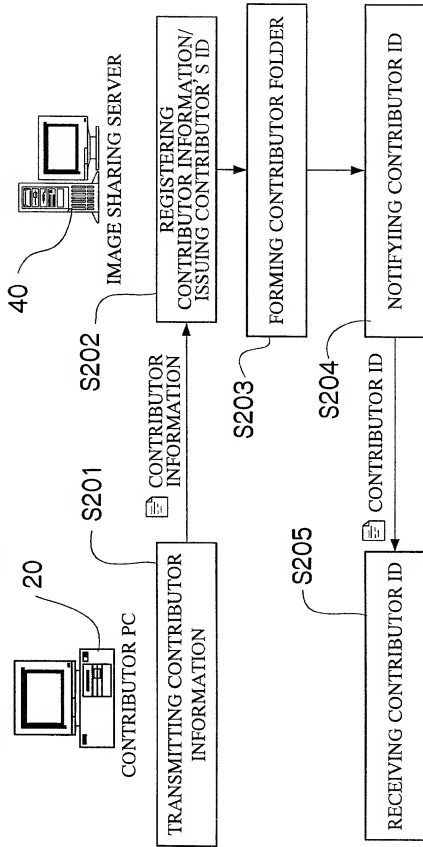 20
CONTRIBUTOR PC
40
IMAGE SHARING SERVER
S201
TRANSMITTING CONTRIBUTOR
INFORMATION
CONTRIBUTOR
INFORMATION
S202
REGISTERING
CONTRIBUTOR INFORMATION/
ISSUING CONTRIBUTOR'S ID
S203
FORMING CONTRIBUTOR FOLDER
S204
NOTIFYING CONTRIBUTOR ID
CONTRIBUTOR ID
S205
RECEIVING CONTRIBUTOR ID